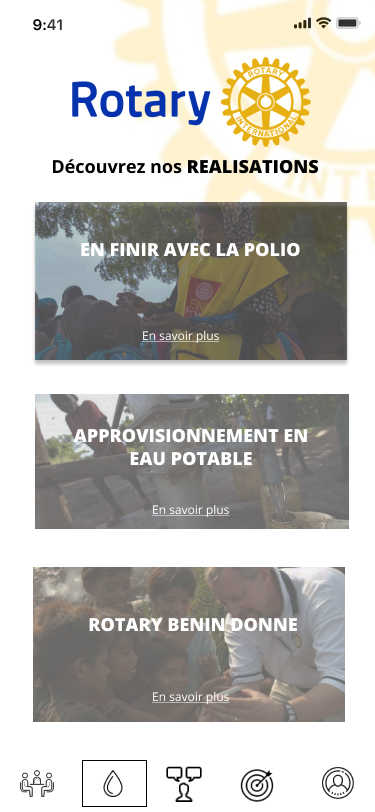 9:41
Rotary
ROTARY
INTERNATIONAL
Découvrez nos REALISATIONS
EN FINIR AVEC LA POLIO
En savoir plus
APPROVISIONNEMENT EN
EAU POTABLE
En savoir plus
ROTARY BENIN DONNE
En savoir plus